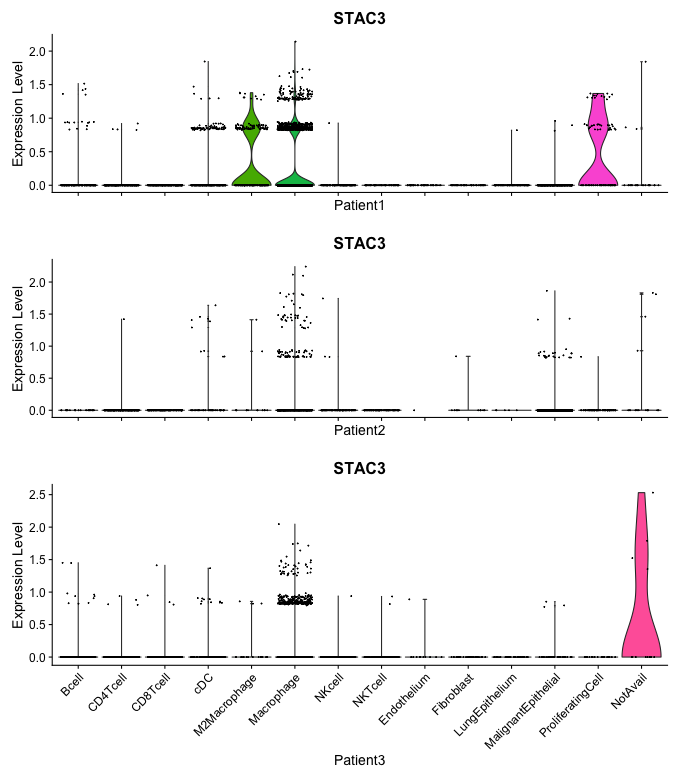 STAC3
Expression Level
2.0
1.5
1.0
0.5
0.0
Patient1
STAC3
Expression Level
2.0
1.5
1.0
0.5
0.0
Patient2
STAC3
Expression Level
2.5
2.0
1.5
1.0
0.5
0.0
Bcell
CD4Tcell
CD8Tcell
cDC
M2Macrophage
Macrophage
NKcell
NKTcell
Endothelium
Fibroblast
LungEpithelium
MalignantEpithelial
ProliferatingCell
NotAvail
Patient3